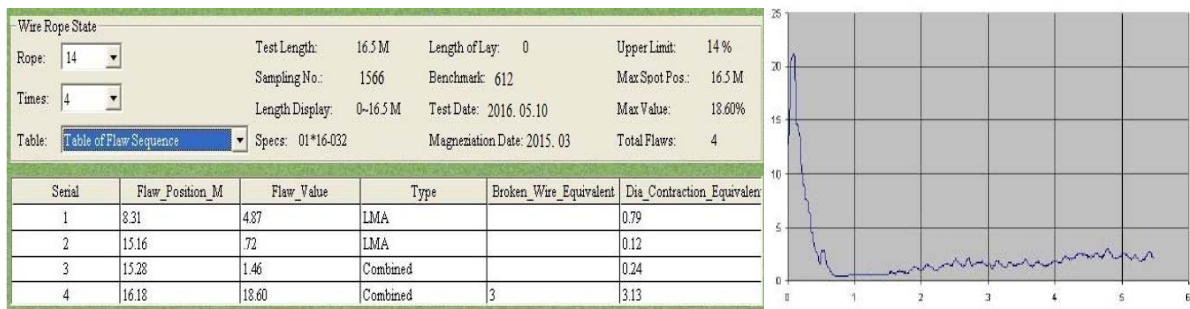 Wire Rope State
Rope: 14 Test Length: 16.5 M Length of Lay: 0 Upper Limit: 14 %
Sampling No.: 1566 Benchmark: 612 Max Spot Pos.: 16.5 M
Times: 4 Length Display: 0~16.5 M Test Date: 2016. 05.10 Max Value: 18.60%
Table: Table of Flaw Sequence Specs: 01*16-032 Magneziation Date: 2015. 03 Total Flaws: 4
Serial Flaw_Position_M Flaw_Value Type Broken_Wire_Equivalent Dia_Contraction_Equivalen
1 8.31 4.87 LMA 0.79
2 15.16 .72 LMA 0.12
3 15.28 1.46 Combined 0.24
4 16.18 18.60 Combined 3 3.13
25
20
15
10
5
0
0 1 2 3 4 5 6